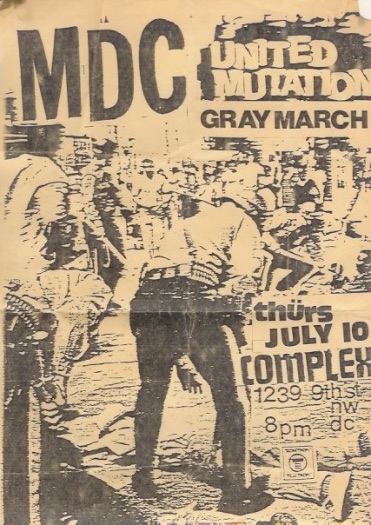 MDC
UNITED
MUTATION
GRAY MARCH
thürs
JULY 10
COMPLEX
1239 9th st
nw
8pm dc